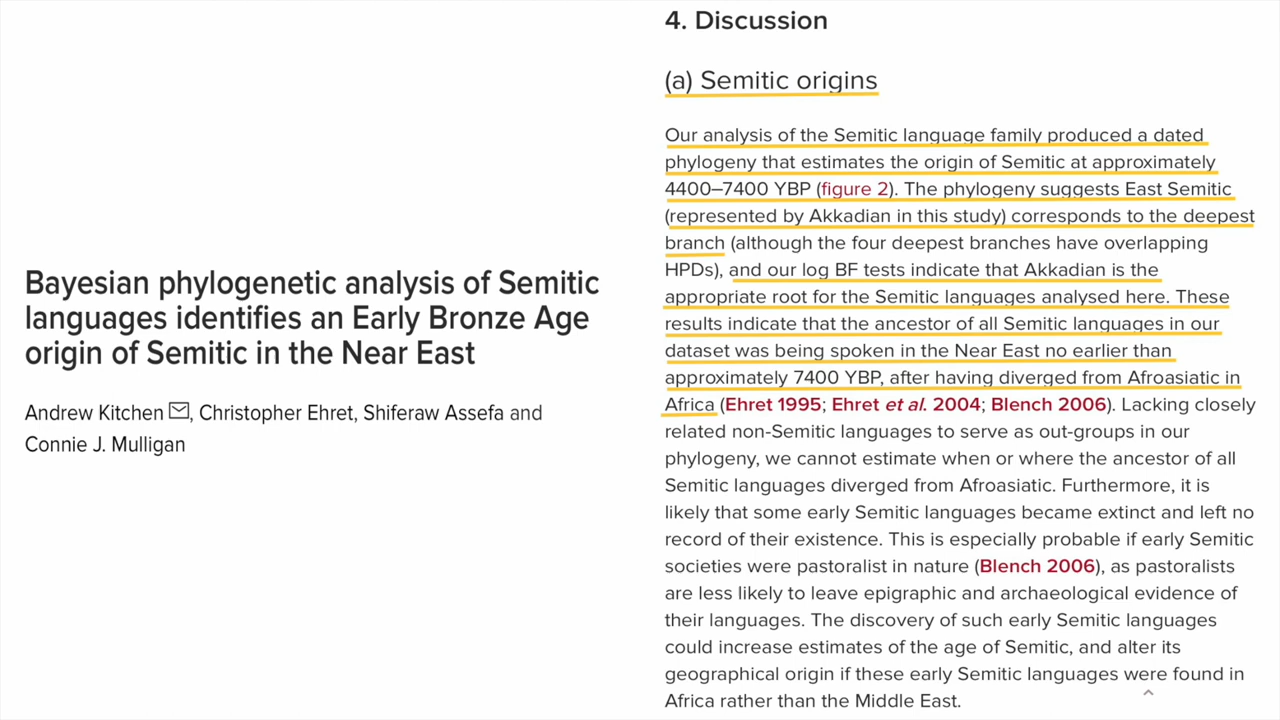 Bayesian phylogenetic analysis of Semitic
languages identifies an Early Bronze Age
origin of Semitic in the Near East
Andrew Kitchen, Christopher Ehret, Shiferaw Assefa and
Connie J. Mulligan
4. Discussion
(a) Semitic origins
Our analysis of the Semitic language family produced a dated
phylogeny that estimates the origin of Semitic at approximately
4400–7400 YBP (figure 2). The phylogeny suggests East Semitic
(represented by Akkadian in this study) corresponds to the deepest
branch (although the four deepest branches have overlapping
HPDs), and our log BF tests indicate that Akkadian is the
appropriate root for the Semitic languages analysed here. These
results indicate that the ancestor of all Semitic languages in our
dataset was being spoken in the Near East no earlier than
approximately 7400 YBP, after having diverged from Afroasiatic in
Africa (Ehret 1995; Ehret et al. 2004; Blench 2006). Lacking closely
related non-Semitic languages to serve as out-groups in our
phylogeny, we cannot estimate when or where the ancestor of all
Semitic languages diverged from Afroasiatic. Furthermore, it is
likely that some early Semitic languages became extinct and left no
record of their existence. This is especially probable if early Semitic
societies were pastoralist in nature (Blench 2006), as pastoralists
are less likely to leave epigraphic and archaeological evidence of
their languages. The discovery of such early Semitic languages
could increase estimates of the age of Semitic, and alter its
geographical origin if these early Semitic languages were found in
Africa rather than the Middle East.